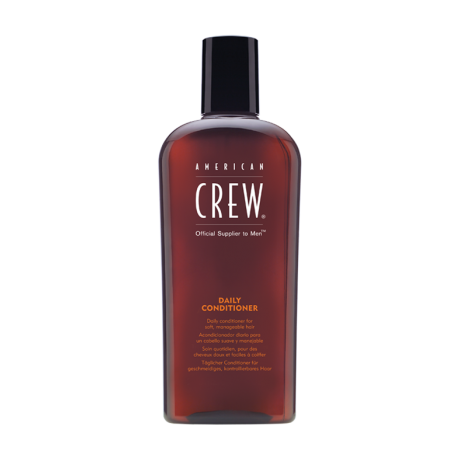 AMERICAN
CREW®
Official Supplier to Men™
DAILY
CONDITIONER
Daily conditioner for
soft, manageable hair
Acondicionador diario para
un cabello suave y manejable
Soin quotidien, pour des
cheveux doux et faciles à coiffer
Täglicher Conditioner für
geschmeidiges, kontrollierbares Haar